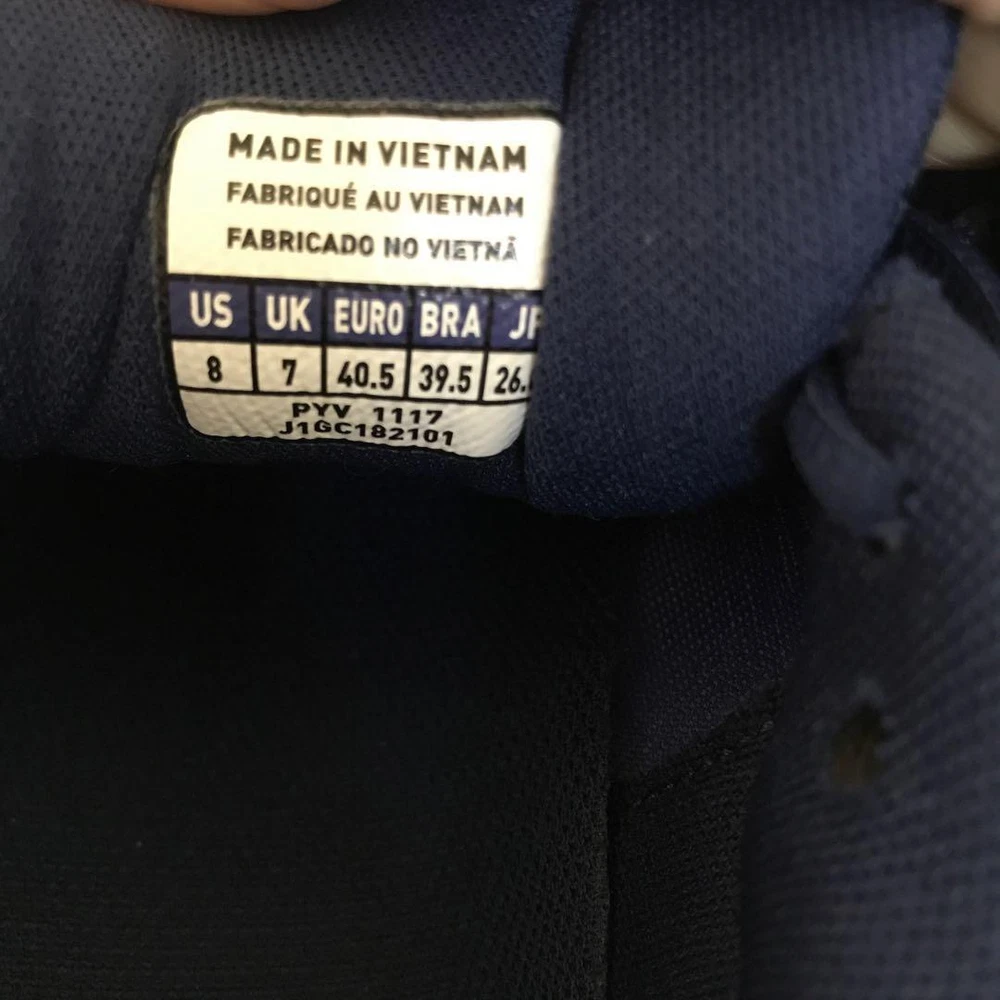 MADE IN VIETNAM
FABRIQUÉ AU VIETNAM
FABRICADO NO VIETNÃ
US UK EURO BRA
8 7 40.5 39.5
PYV 1117
J1GC182101